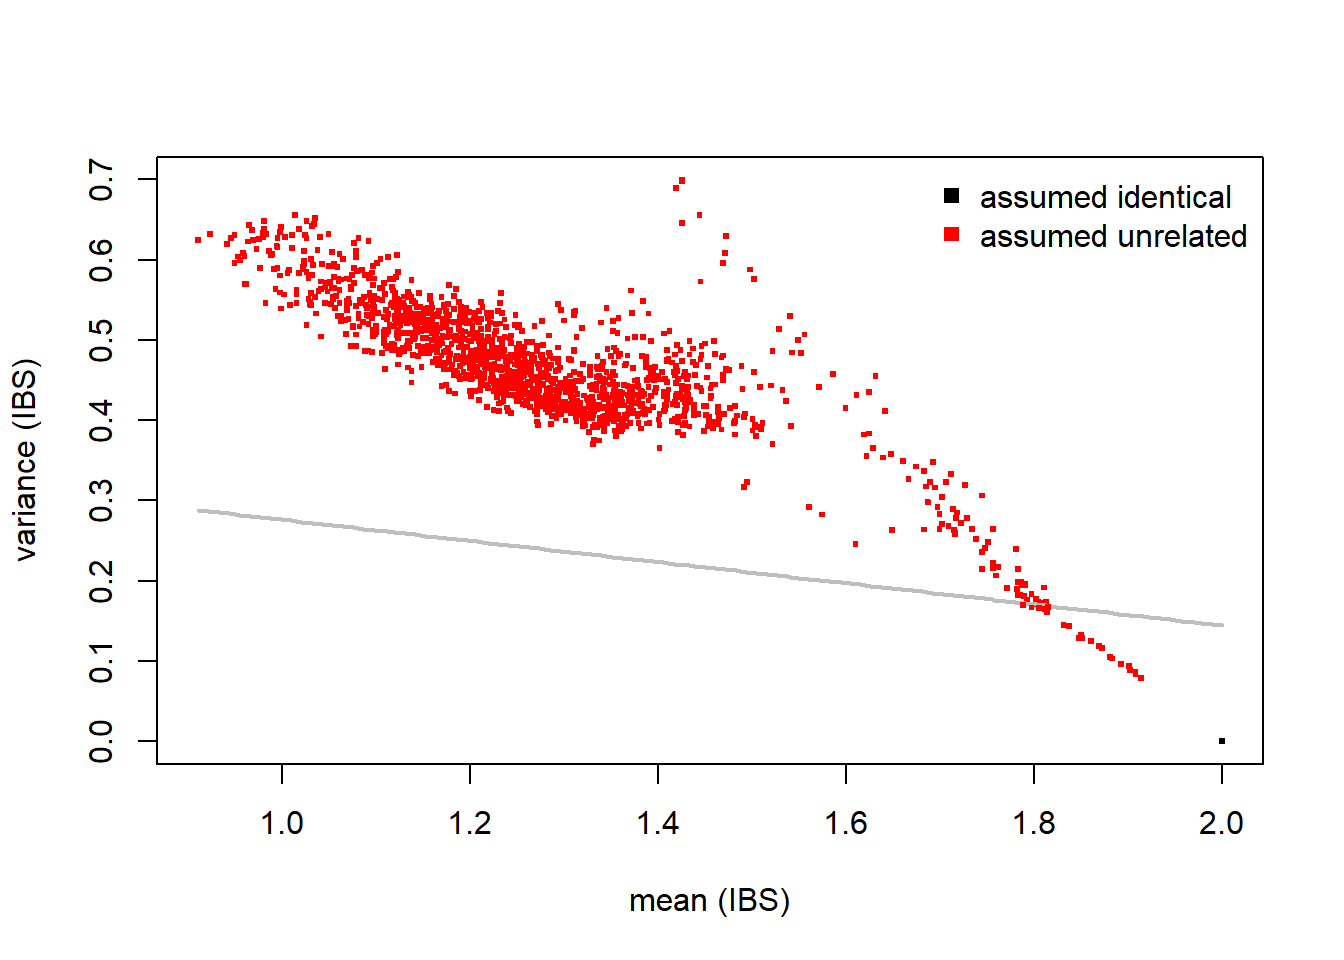 assumed identical
assumed unrelated
variance (IBS)
0.7
0.6
0.5
0.4
0.3
0.2
0.1
0.0
1.0 1.2 1.4 1.6 1.8 2.0
mean (IBS)